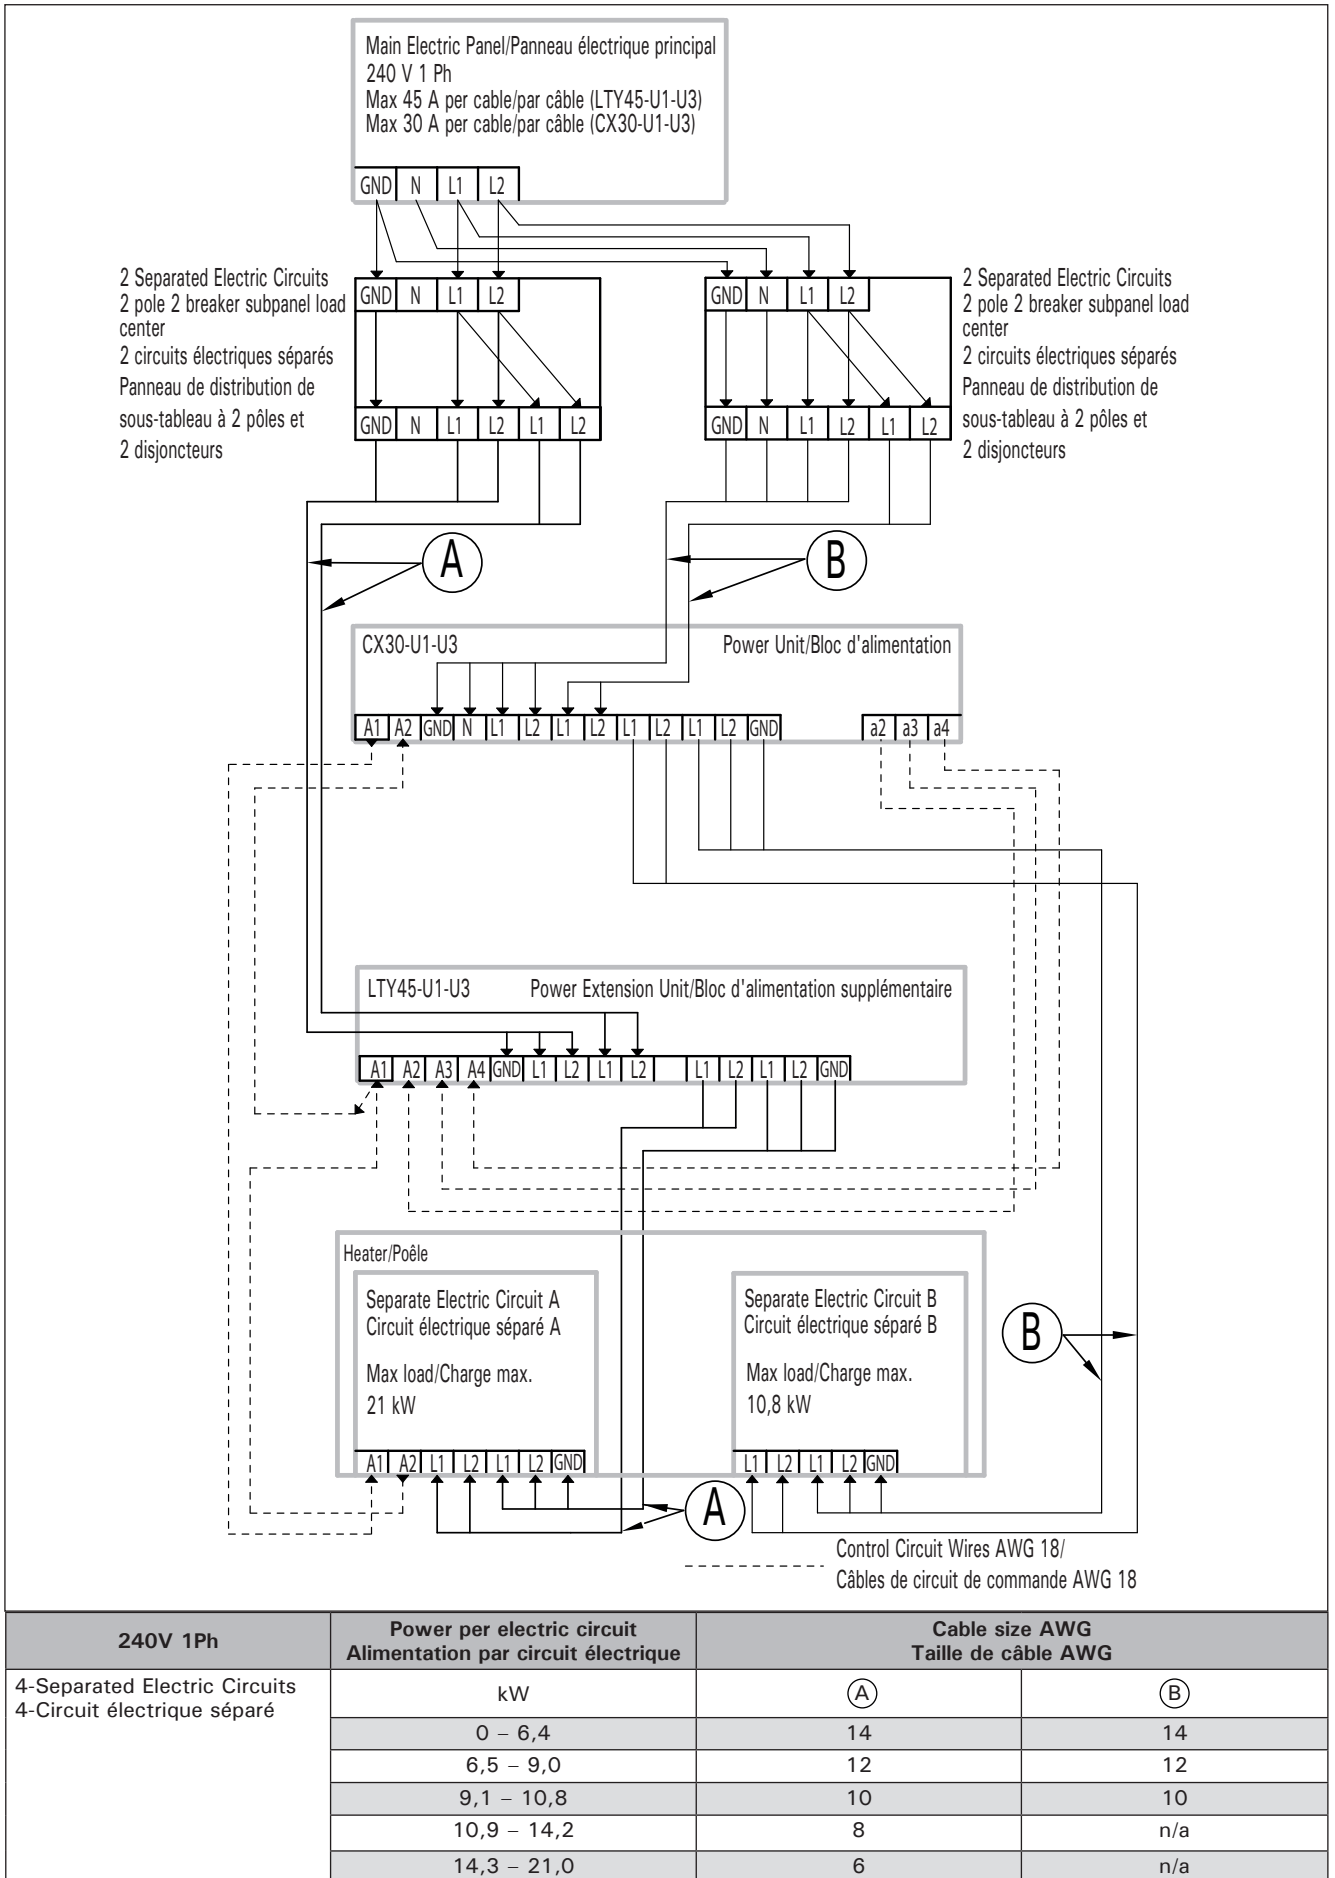 Main Electric Panel/Panneau électrique principal
240 V 1 Ph
Max 45 A per cable/par câble (LTY45-U1-U3)
Max 30 A per cable/par câble (CX30-U1-U3)
GND N L1 L2
2 Separated Electric Circuits
2 pole 2 breaker subpanel load
center
2 circuits électriques séparés
Panneau de distribution de
sous-tableau à 2 pôles et
2 disjoncteurs
GND N L1 L2
GND N L1 L2 L1 L2
GND N L1 L2
GND N L1 L2 L1 L2
2 Separated Electric Circuits
2 pole 2 breaker subpanel load
center
2 circuits électriques séparés
Panneau de distribution de
sous-tableau à 2 pôles et
2 disjoncteurs
A
B
CX30-U1-U3 Power Unit/Bloc d'alimentation
A1 A2 GND N L1 L2 L1 L2 L1 L2 L1 L2 GND a2 a3 a4
LTY45-U1-U3 Power Extension Unit/Bloc d'alimentation supplémentaire
A1 A2 A3 A4 GND L1 L2 L1 L2 L1 L2 L1 L2 GND
Heater/Poêle
Separate Electric Circuit A
Circuit électrique séparé A
Max load/Charge max.
21 kW
A1 A2 L1 L2 L1 L2 GND
Separate Electric Circuit B
Circuit électrique séparé B
Max load/Charge max.
10,8 kW
L1 L2 L1 L2 GND
B
A
Control Circuit Wires AWG 18/
Câbles de circuit de commande AWG 18
240V 1Ph Power per electric circuit Cable size AWG
Alimentation par circuit électrique Taille de câble AWG
4-Separated Electric Circuits
4-Circuit électrique séparé
kW A B
0 – 6,4 14 14
6,5 – 9,0 12 12
9,1 – 10,8 10 10
10,9 – 14,2 8 n/a
14,3 – 21,0 6 n/a